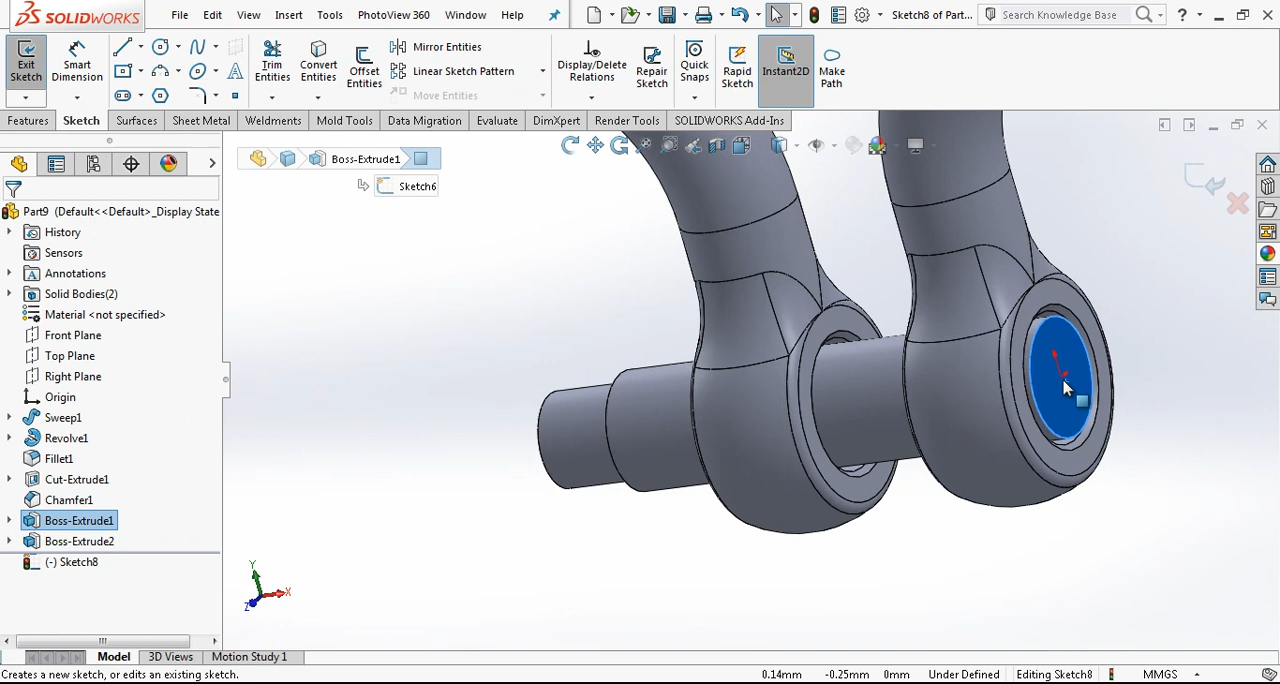 SOLIDWORKS File Edit View Insert Tools PhotoView 360 Window Help Sketch8 of Part... Search Knowledge Base ?
Exit Sketch
Smart Dimension
Trim Entities
Convert Entities
Offset Entities
Mirror Entities
Linear Sketch Pattern
Move Entities
Display/Delete Relations
Repair Sketch
Quick Snaps
Rapid Sketch
Instant2D
Make Path
Features Sketch Surfaces Sheet Metal Weldments Mold Tools Data Migration Evaluate DimXpert Render Tools SOLIDWORKS Add-Ins
Boss-Extrude1
Sketch6
Part9 (Default<<Default>_Display State
History
Sensors
Annotations
Solid Bodies(2)
Material <not specified>
Front Plane
Top Plane
Right Plane
Origin
Sweep1
Revolve1
Fillet1
Cut-Extrude1
Chamfer1
Boss-Extrude1
Boss-Extrude2
(-) Sketch8
Y
X
Z
Model 3D Views Motion Study 1
Creates a new sketch, or edits an existing sketch. 0.14mm -0.25mm 0mm Under Defined Editing Sketch8 MMGS